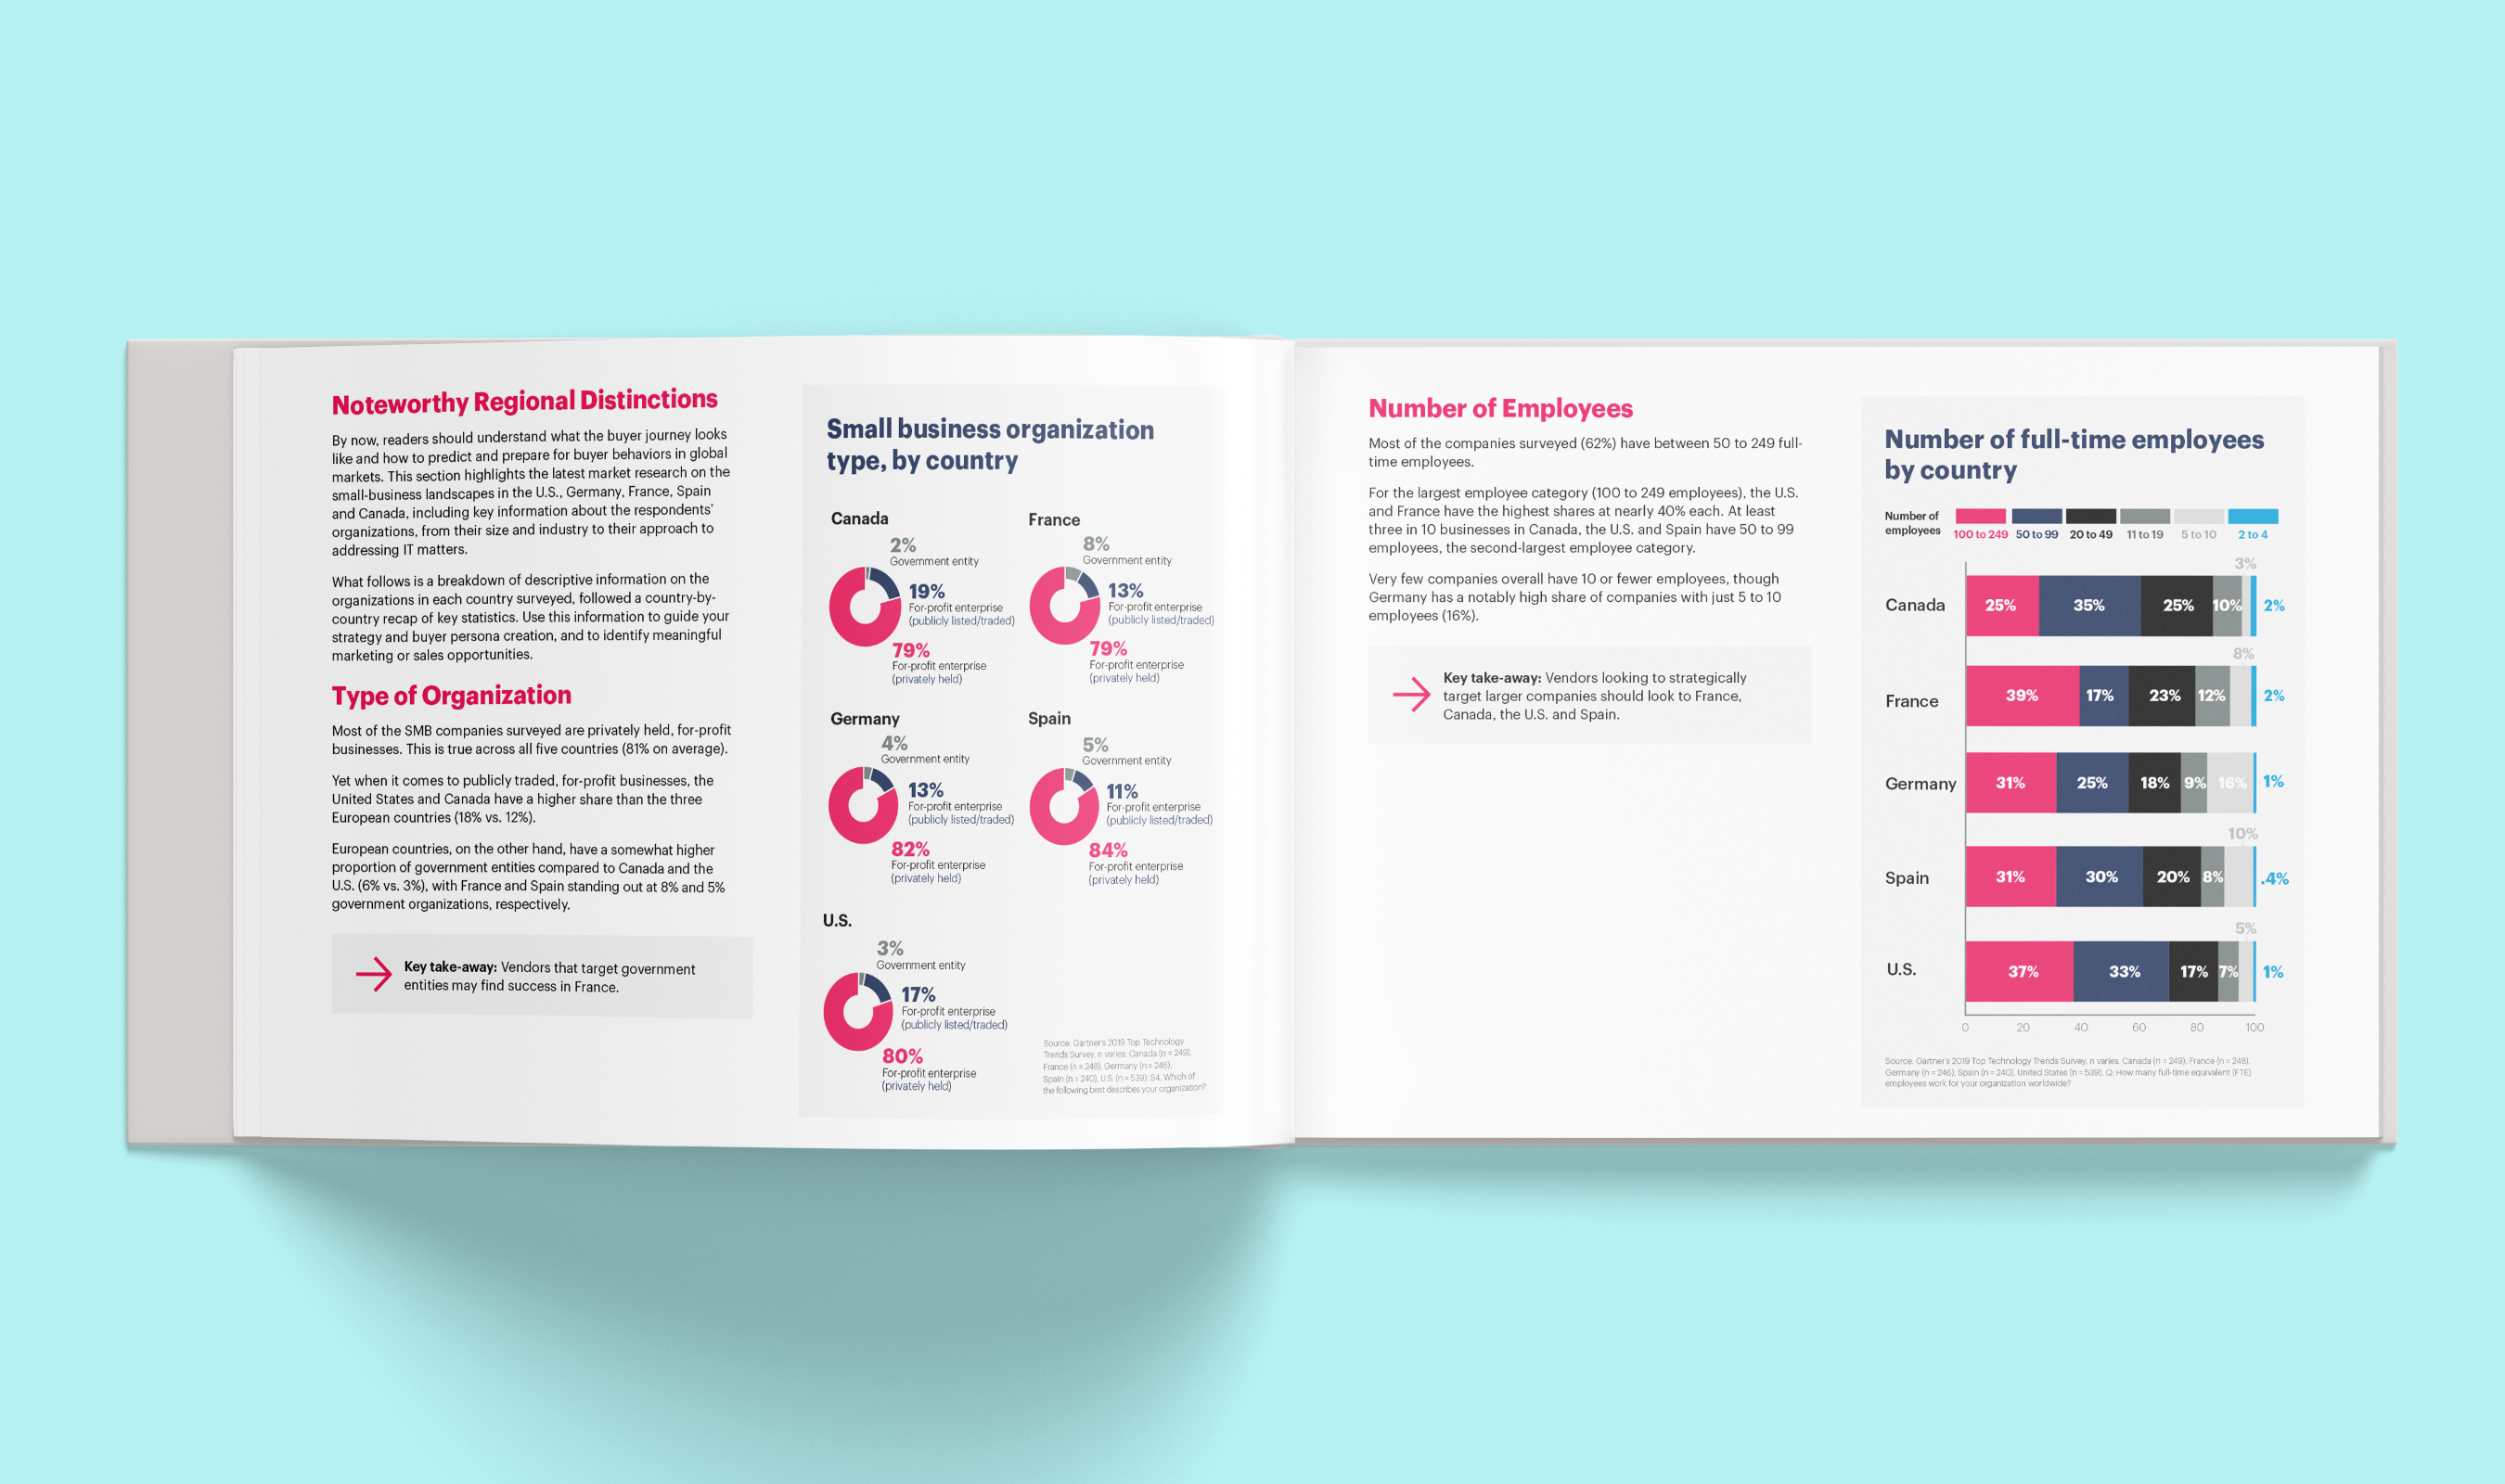 Noteworthy Regional Distinctions
By now, readers should understand what the buyer journey looks
like and how to predict and prepare for buyer behaviors in global
markets. This section highlights the latest market research on the
small-business landscapes in the U.S., Germany, France, Spain
and Canada, including key information about the respondents'
organizations, from their size and industry to their approach to
addressing IT matters.
What follows is a breakdown of descriptive information on the
organizations in each country surveyed, followed a country-by-
country recap of key statistics. Use this information to guide your
strategy and buyer persona creation, and to identify meaningful
marketing or sales opportunities.
Type of Organization
Most of the SMB companies surveyed are privately held, for-profit
businesses. This is true across all five countries (81% on average).
Yet when it comes to publicly traded, for-profit businesses, the
United States and Canada have a higher share than the three
European countries (18% vs. 12%).
European countries, on the other hand, have a somewhat higher
proportion of government entities compared to Canada and the
U.S. (6% vs. 3%), with France and Spain standing out at 8% and 5%
government organizations, respectively.
Key take-away: Vendors that target government
entities may find success in France.
Small business organization
type, by country
Canada
2%
Government entity
19%
For-profit enterprise
(publicly listed/traded)
79%
For-profit enterprise
(privately held)
France
8%
Government entity
13%
For-profit enterprise
(publicly listed/traded)
79%
For-profit enterprise
(privately held)
Germany
4%
Government entity
13%
For-profit enterprise
(publicly listed/traded)
82%
For-profit enterprise
(privately held)
Spain
5%
Government entity
11%
For-profit enterprise
(publicly listed/traded)
84%
For-profit enterprise
(privately held)
U.S.
3%
Government entity
17%
For-profit enterprise
(publicly listed/traded)
80%
For-profit enterprise
(privately held)
Source: Gartner's 2019 Top Technology
Trends Survey, n varies. Canada (n = 249),
France (n = 248), Germany (n = 246),
Spain (n = 240), U.S. (n = 539). S4. Which of
the following best describes your organization?
Number of Employees
Most of the companies surveyed (62%) have between 50 to 249 full-
time employees.
For the largest employee category (100 to 249 employees), the U.S.
and France have the highest shares at nearly 40% each. At least
three in 10 businesses in Canada, the U.S. and Spain have 50 to 99
employees, the second-largest employee category.
Very few companies overall have 10 or fewer employees, though
Germany has a notably high share of companies with just 5 to 10
employees (16%).
Key take-away: Vendors looking to strategically
target larger companies should look to France,
Canada, the U.S. and Spain.
Number of full-time employees
by country
Number of
employees
100 to 249 50 to 99 20 to 49 11 to 19 5 to 10 2 to 4
3%
Canada 25% 35% 25% 10% 2%
8%
France 39% 17% 23% 12% 2%
Germany 31% 25% 18% 9% 16% 1%
10%
Spain 31% 30% 20% 8% .4%
5%
U.S. 37% 33% 17% 7% 1%
0 20 40 60 80 100
Source: Gartner's 2019 Top Technology Trends Survey, n varies. Canada (n = 249), France (n = 248),
Germany (n = 246), Spain (n = 240), United States (n = 539). Q: How many full-time equivalent (FTE)
employees work for your organization worldwide?